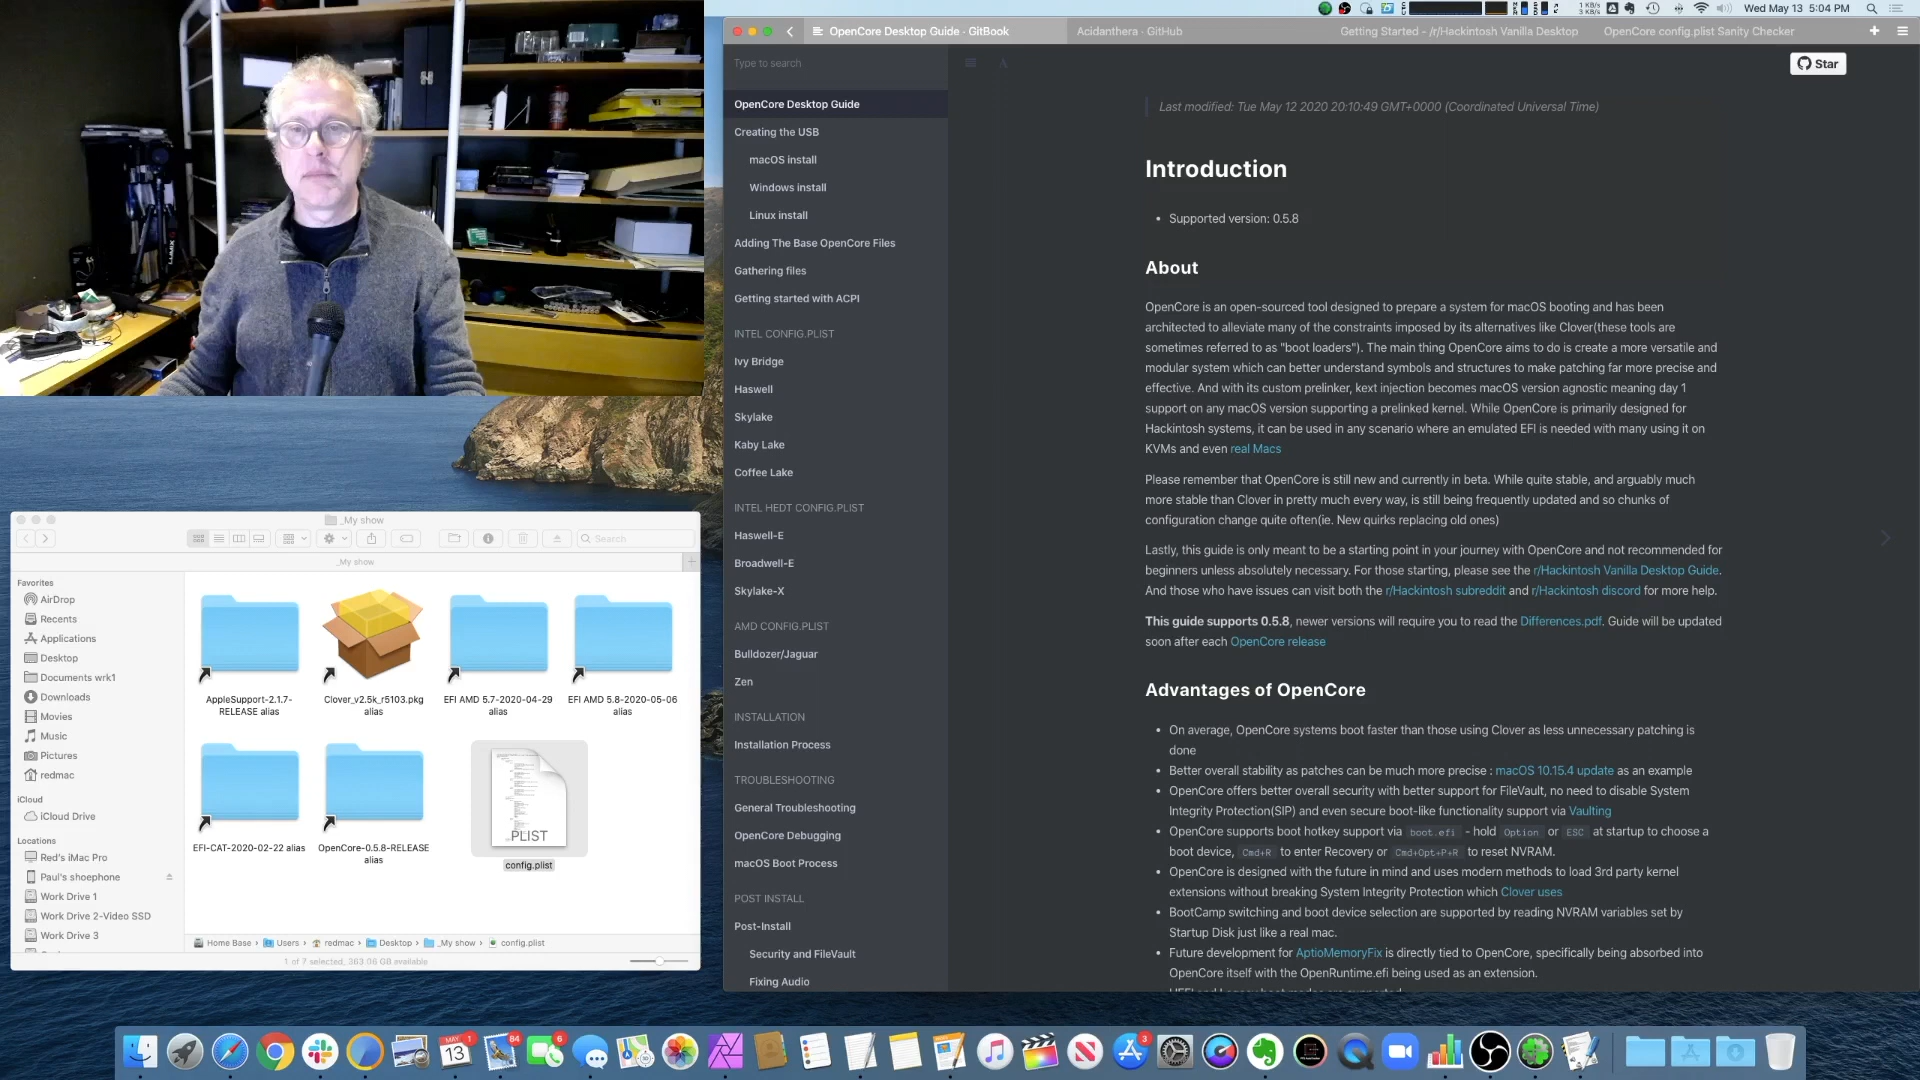 Wed May 13 5:04 PM
1 KB/s
3 KB/s
OpenCore Desktop Guide · GitBook
Acidanthera · GitHub
Getting Started - /r/Hackintosh Vanilla Desktop
OpenCore config.plist Sanity Checker
Type to search
A
Star
OpenCore Desktop Guide
Creating the USB
macOS install
Windows install
Linux install
Adding The Base OpenCore Files
Gathering files
Getting started with ACPI
INTEL CONFIG.PLIST
Ivy Bridge
Haswell
Skylake
Kaby Lake
Coffee Lake
INTEL HEDT CONFIG.PLIST
Haswell-E
Broadwell-E
Skylake-X
AMD CONFIG.PLIST
Bulldozer/Jaguar
Zen
INSTALLATION
Installation Process
TROUBLESHOOTING
General Troubleshooting
OpenCore Debugging
macOS Boot Process
POST INSTALL
Post-Install
Security and FileVault
Fixing Audio
Last modified: Tue May 12 2020 20:10:49 GMT+0000 (Coordinated Universal Time)
Introduction
• Supported version: 0.5.8
About
OpenCore is an open-sourced tool designed to prepare a system for macOS booting and has been
architected to alleviate many of the constraints imposed by its alternatives like Clover(these tools are
sometimes referred to as "boot loaders"). The main thing OpenCore aims to do is create a more versatile and
modular system which can better understand symbols and structures to make patching far more precise and
effective. And with its custom prelinker, kext injection becomes macOS version agnostic meaning day 1
support on any macOS version supporting a prelinked kernel. While OpenCore is primarily designed for
Hackintosh systems, it can be used in any scenario where an emulated EFI is needed with many using it on
KVMs and even real Macs
Please remember that OpenCore is still new and currently in beta. While quite stable, and arguably much
more stable than Clover in pretty much every way, is still being frequently updated and so chunks of
configuration change quite often(ie. New quirks replacing old ones)
Lastly, this guide is only meant to be a starting point in your journey with OpenCore and not recommended for
beginners unless absolutely necessary. For those starting, please see the r/Hackintosh Vanilla Desktop Guide.
And those who have issues can visit both the r/Hackintosh subreddit and r/Hackintosh discord for more help.
This guide supports 0.5.8, newer versions will require you to read the Differences.pdf. Guide will be updated
soon after each OpenCore release
Advantages of OpenCore
• On average, OpenCore systems boot faster than those using Clover as less unnecessary patching is
done
• Better overall stability as patches can be much more precise : macOS 10.15.4 update as an example
• OpenCore offers better overall security with better support for FileVault, no need to disable System
Integrity Protection(SIP) and even secure boot-like functionality support via Vaulting
• OpenCore supports boot hotkey support via boot.efi - hold Option or ESC at startup to choose a
boot device, Cmd+R to enter Recovery or Cmd+Opt+P+R to reset NVRAM.
• OpenCore is designed with the future in mind and uses modern methods to load 3rd party kernel
extensions without breaking System Integrity Protection which Clover uses
• BootCamp switching and boot device selection are supported by reading NVRAM variables set by
Startup Disk just like a real mac.
• Future development for AptioMemoryFix is directly tied to OpenCore, specifically being absorbed into
OpenCore itself with the OpenRuntime.efi being used as an extension.
LUMIX
_My show
Search
_My show
Favorites
AirDrop
Recents
Applications
Desktop
Documents wrk1
Downloads
Movies
Music
Pictures
redmac
iCloud
iCloud Drive
Locations
Red's iMac Pro
Paul's shoephone
Work Drive 1
Work Drive 2-Video SSD
Work Drive 3
AppleSupport-2.1.7-
RELEASE alias
Clover_v2.5k_r5103.pkg
alias
EFI AMD 5.7-2020-04-29
alias
EFI AMD 5.8-2020-05-06
alias
EFI-CAT-2020-02-22 alias
OpenCore-0.5.8-RELEASE
alias
PLIST
config.plist
Home Base › Users › redmac › Desktop › _My show › config.plist
1 of 7 selected, 363.06 GB available
MAY
13
1
84
6
3